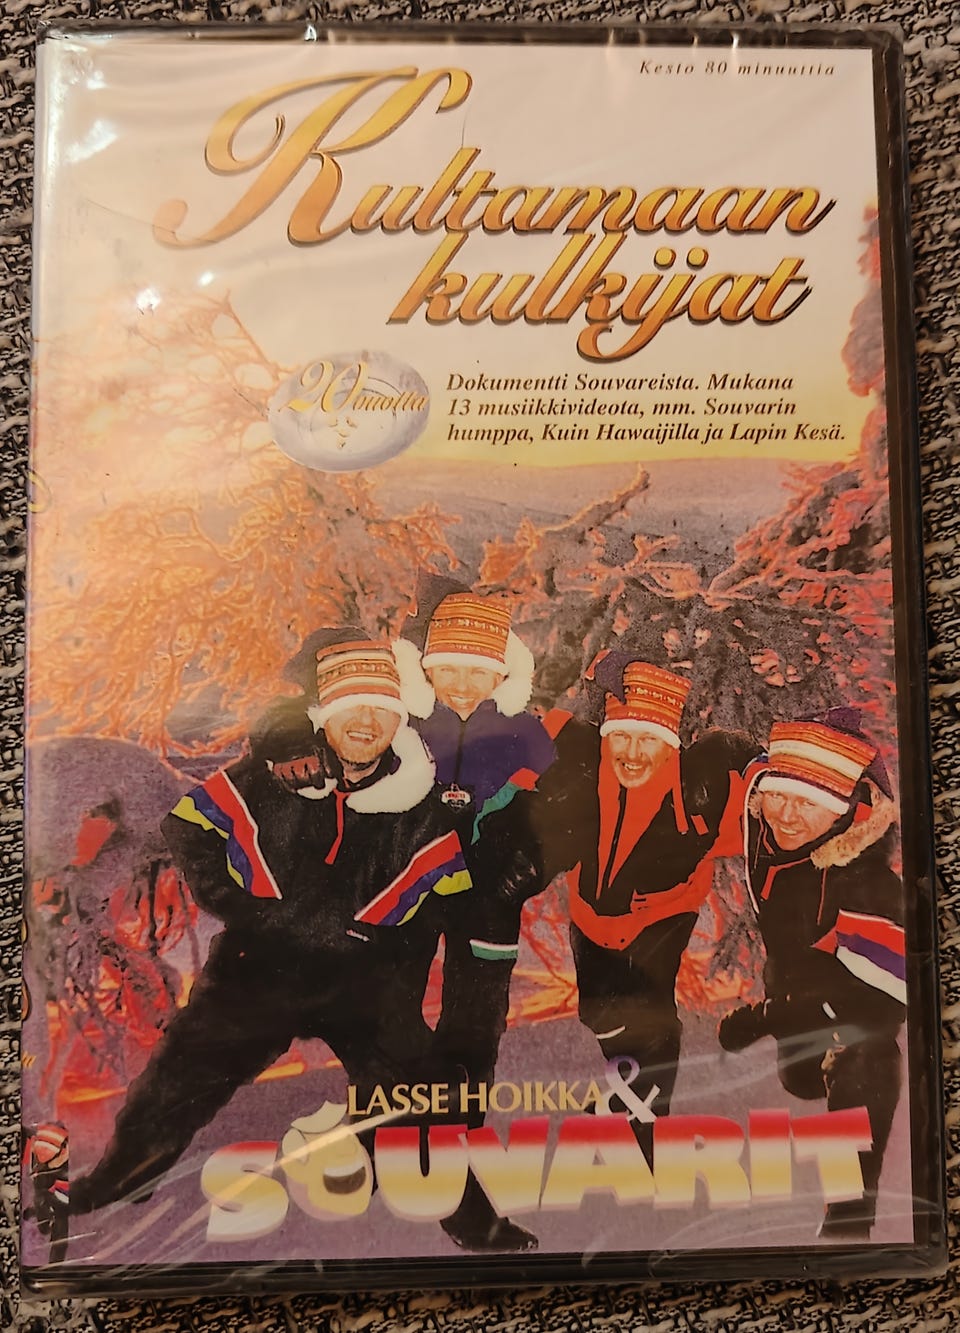 Kesto 80 minuuttia
Kultamaan
kulkijat
20 vuotta
Dokumentti Souvareista. Mukana
13 musiikkivideota, mm. Souvarin
humppa, Kuin Hawaijilla ja Lapin Kesä.
LASSE HOIKKA &
SOUVARIT